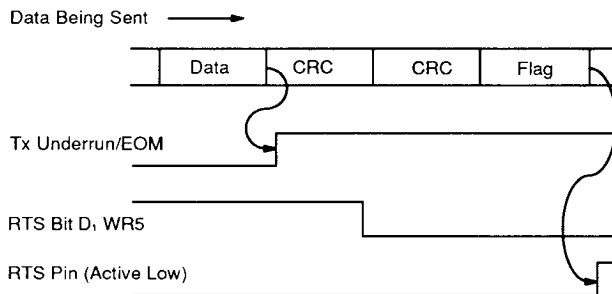 Data Being Sent
Data CRC CRC Flag
Tx Underrun/EOM
RTS Bit D₁ WR5
RTS Pin (Active Low)